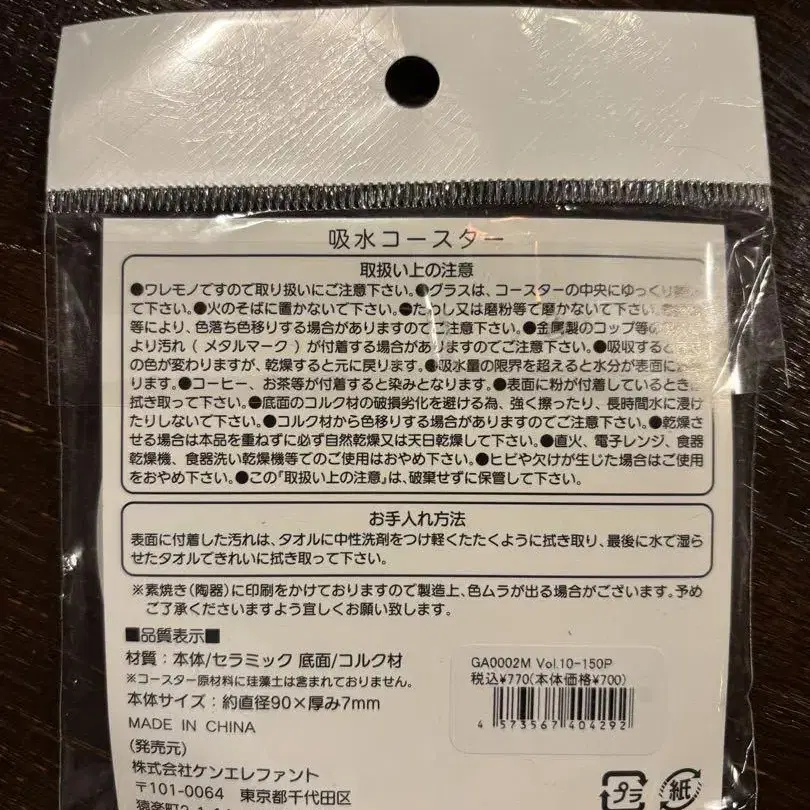 吸水コースター
取扱い上の注意
●ワレモノですので取り扱いにご注意下さい。●グラスは、コースターの中央にゆっくり
て下さい。●火のそばに置かないで下さい。●たわし又は磨粉等で磨かないで下さい。
等により、色落ち色移りする場合がありますのでご注意下さい。●金属製のコップ等の
より汚れ(メタルマーク)が付着する場合がありますのでご注意下さい。●吸収すると
の色が変わりますが、乾燥すると元に戻ります。●吸水量の限界を超えると水分が表面に
ります。●コーヒー、お茶等が付着すると染みとなります。●表面に粉が付着しているとき
拭き取って下さい。●底面のコルク材の破損劣化を避ける為、強く擦ったり、長時間水に浸け
たりしないで下さい。●コルク材から色移りする場合がありますのでご注意下さい。●乾燥さ
せる場合は本品を重ねずに必ず自然乾燥又は天日乾燥して下さい。●直火、電子レンジ、食器
乾燥機、食器洗い乾燥機等でのご使用はおやめ下さい。●ヒビや欠けが生じた場合はご使用
をおやめ下さい。●この「取扱い上の注意」は、破棄せずに保管して下さい。
お手入れ方法
表面に付着した汚れは、タオルに中性洗剤をつけ軽くたたくように拭き取り、最後に水で湿ら
せたタオルできれいに拭き取って下さい。
※素焼き(陶器)に印刷をかけておりますので製造上、色ムラが出る場合がございます。予め
ご了承くださいますよう宜しくお願い致します。
■品質表示■
材質：本体/セラミック 底面/コルク材
※コースター原材料に珪藻土は含まれておりません。
本体サイズ：約直径90×厚み7mm
MADE IN CHINA
(発売元)
株式会社ケンエレファント
〒101-0064 東京都千代田区
猿楽町2-1-
GA0002M Vol.10-150P
税込¥770(本体価格¥700)
4 573567 404292
プラ
紙